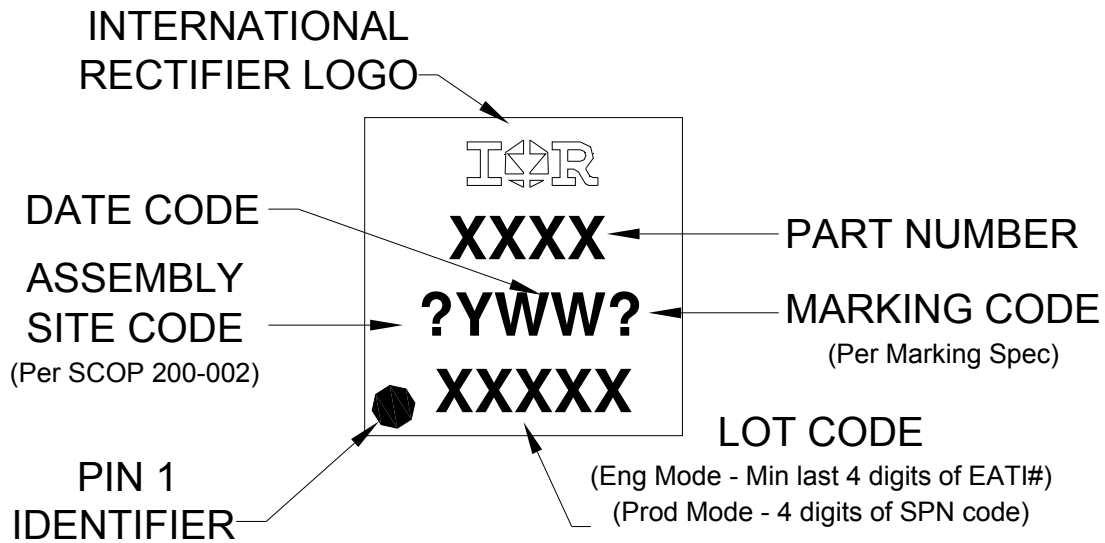 INTERNATIONAL
RECTIFIER LOGO
IR
DATE CODE
XXXX
PART NUMBER
ASSEMBLY
SITE CODE
(Per SCOP 200-002)
?YWW?
MARKING CODE
(Per Marking Spec)
XXXXX
LOT CODE
(Eng Mode - Min last 4 digits of EATI#)
(Prod Mode - 4 digits of SPN code)
PIN 1
IDENTIFIER